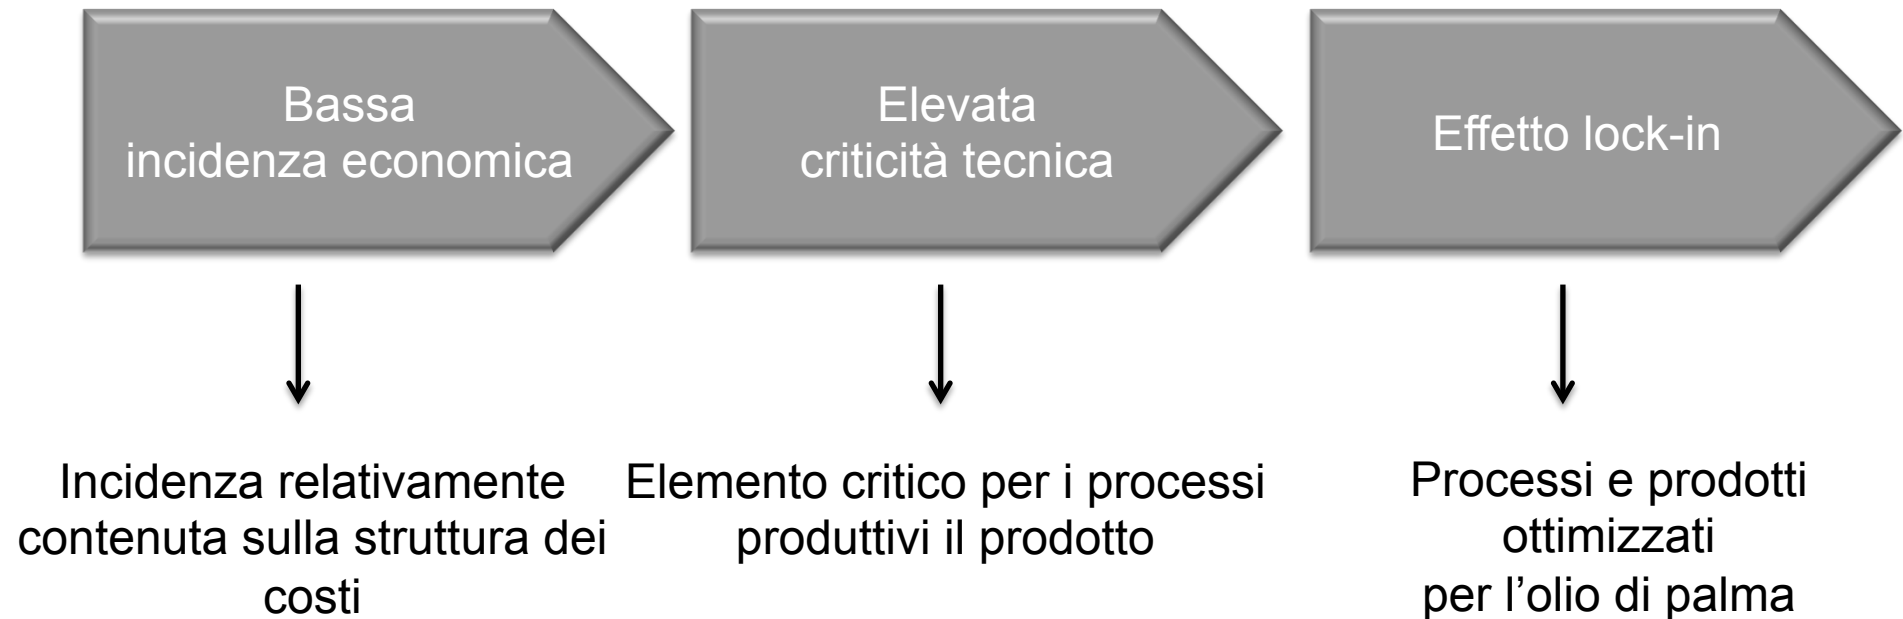 Bassa
incidenza economica
Elevata
criticità tecnica
Effetto lock-in
Incidenza relativamente
contenuta sulla struttura dei
costi
Elemento critico per i processi
produttivi il prodotto
Processi e prodotti
ottimizzati
per l’olio di palma